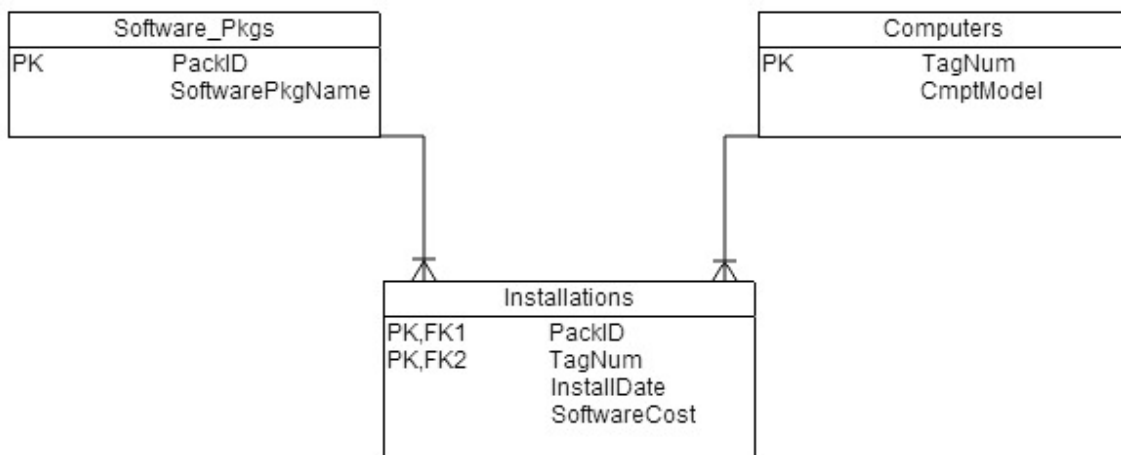 Software_Pkgs
PK PackID
SoftwarePkgName
Computers
PK TagNum
CmptModel
Installations
PK,FK1 PackID
PK,FK2 TagNum
InstallDate
SoftwareCost